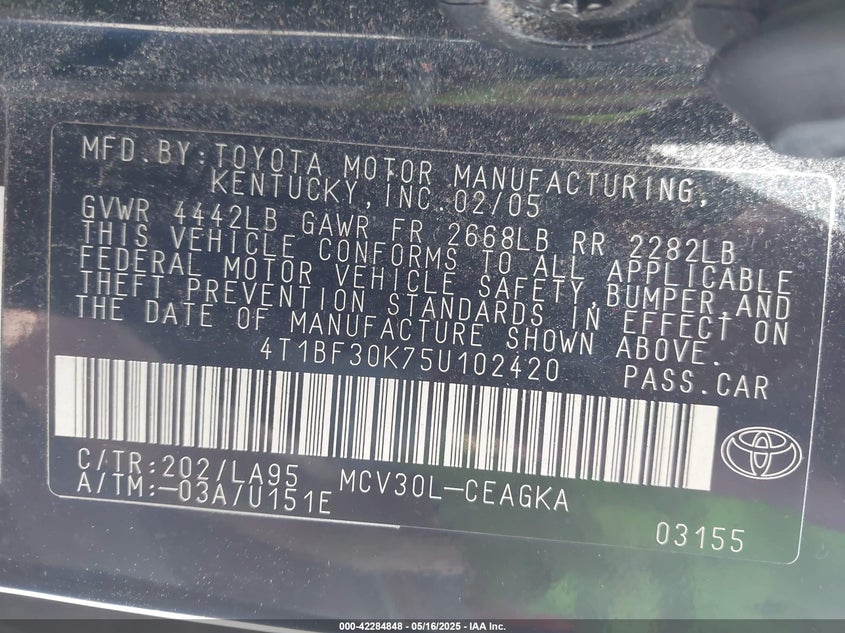 MFD.BY:TOYOTA MOTOR MANUFACTURING,
KENTUCKY,INC.02/05
GVWR 4442LB GAWR FR 2668LB RR 2282LB
THIS VEHICLE CONFORMS TO ALL APPLICABLE
FEDERAL MOTOR VEHICLE SAFETY,BUMPER,AND
THEFT PREVENTION STANDARDS IN EFFECT ON
THE DATE OF MANUFACTURE SHOWN ABOVE.
4T1BF30K75U102420 PASS.CAR
C/TR:202/LA95 MCV30L-CEAGKA
A/TM:-03A/U151E
03155
000-42284848 - 05/16/2025 - IAA Inc.